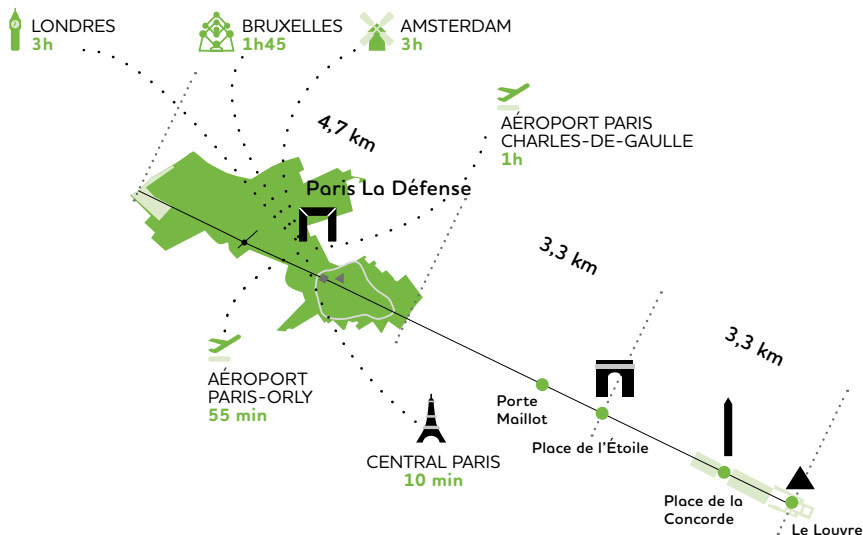 LONDRES
3h
BRUXELLES
1h45
AMSTERDAM
3h
4,7 km
AÉROPORT PARIS
CHARLES-DE-GAULLE
1h
Paris La Défense
3,3 km
3,3 km
AÉROPORT
PARIS-ORLY
55 min
Porte
Maillot
Place de l'Étoile
CENTRAL PARIS
10 min
Place de la
Concorde
Le Louvre